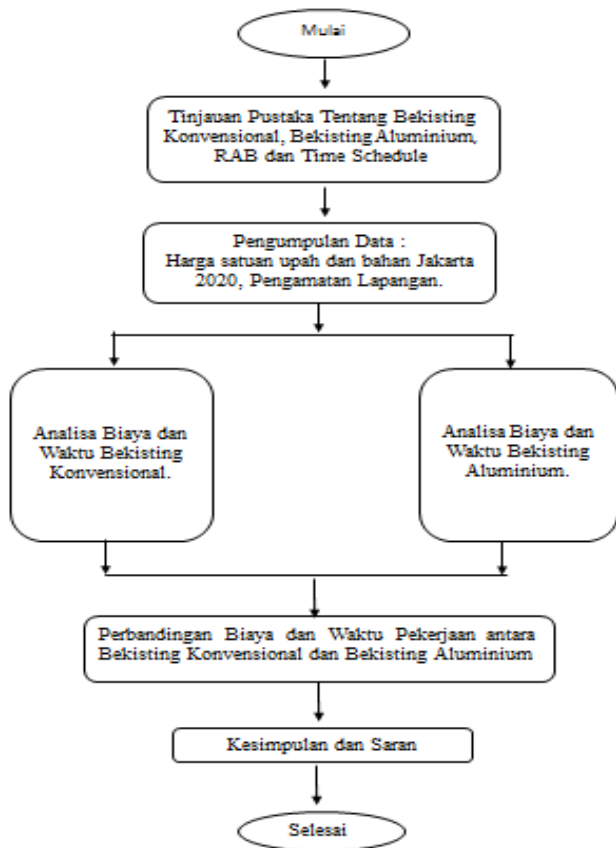 Mulai
Tinjauan Pustaka Tentang Bekisting
Konvensional, Bekisting Aluminium,
RAB dan Time Schedule
Pengumpulan Data :
Harga satuan upah dan bahan Jakarta
2020, Pengamatan Lapangan.
Analisa Biaya dan
Waktu Bekisting
Konvensional.
Analisa Biaya dan
Waktu Bekisting
Aluminium.
Perbandingan Biaya dan Waktu Pekerjaan antara
Bekisting Konvensional dan Bekisting Aluminium
Kesimpulan dan Saran
Selesai